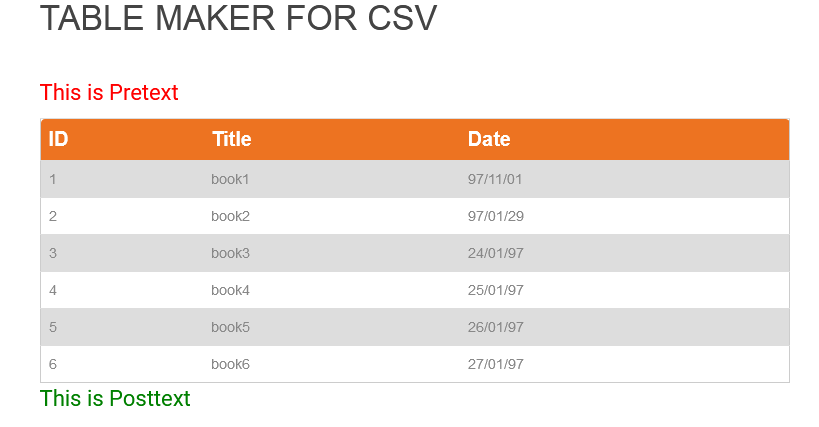 TABLE MAKER FOR CSV
This is Pretext
ID Title Date
1 book1 97/11/01
2 book2 97/01/29
3 book3 24/01/97
4 book4 25/01/97
5 book5 26/01/97
6 book6 27/01/97
This is Posttext